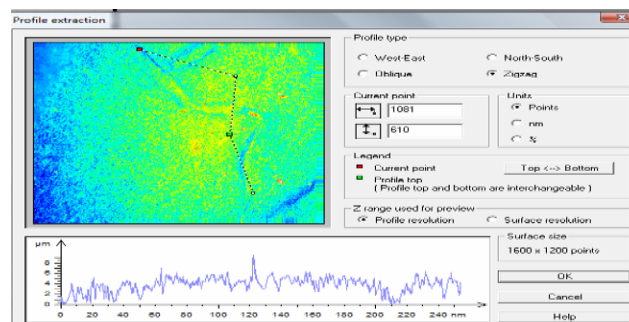 Profile extraction
Profile type
West-East North-South
Oblique Zigzag
Current point Units
1081 Points
610 nm
%
Legend
Current point Top <--> Bottom
Profile top
( Profile top and bottom are interchangeable )
Z range used for preview
Profile resolution Surface resolution
Surface size
1600 x 1200 points
OK
Cancel
Help
µm
8
6
4
2
0
0 20 40 60 80 100 120 140 160 180 200 220 240 nm